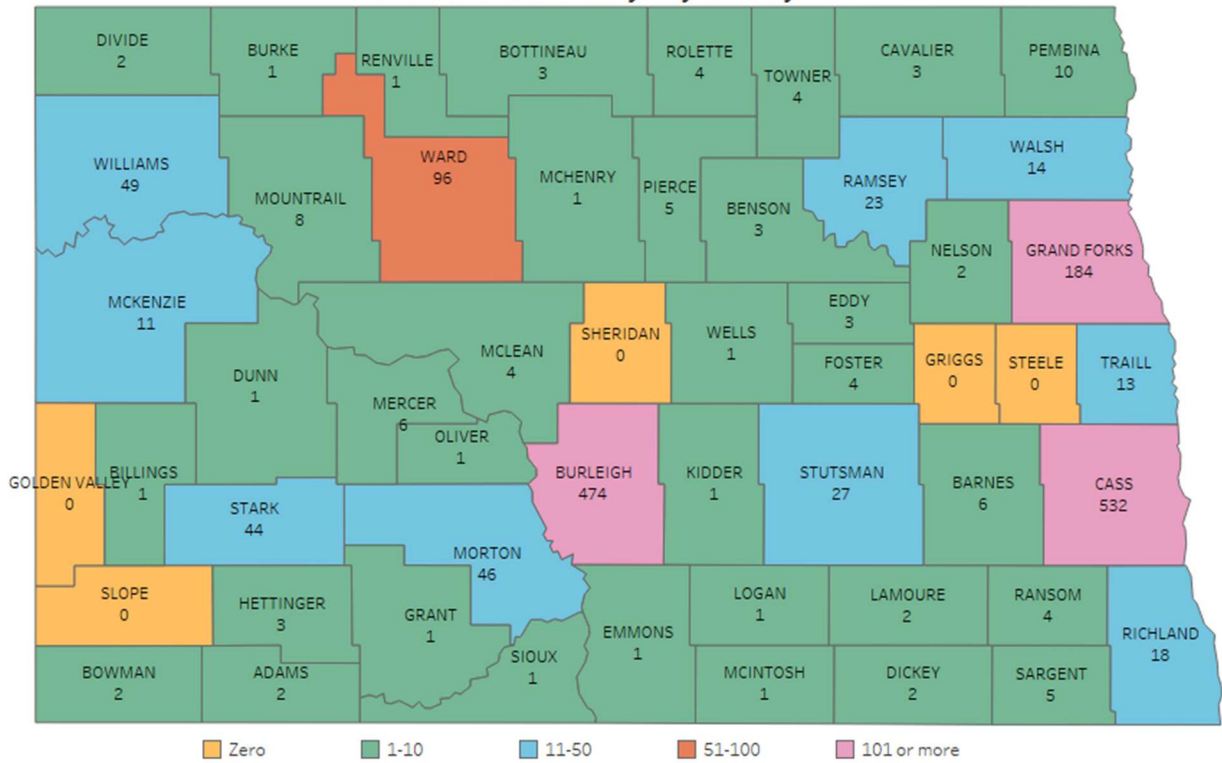 DIVIDE
2
BURKE
1
RENVILLE
1
BOTTINEAU
3
ROLETTE
4
TOWNER
4
CAVALIER
3
PEMBINA
10
WILLIAMS
49
MOUNTRAIL
8
WARD
96
MCHENRY
1
PIERCE
5
BENSON
3
RAMSEY
23
WALSH
14
NELSON
2
GRAND FORKS
184
MCKENZIE
11
DUNN
1
MCLEAN
4
MERCER
6
OLIVER
1
SHERIDAN
0
WELLS
1
EDDY
3
FOSTER
4
GRIGGS
0
STEELE
0
TRAILL
13
GOLDEN VALLEY
0
BILLINGS
1
STARK
44
MORTON
46
BURLEIGH
474
KIDDER
1
STUTSMAN
27
BARNES
6
CASS
532
SLOPE
0
HETTINGER
3
GRANT
1
SIOUX
1
EMMONS
1
LOGAN
1
LAMOURE
2
RANSOM
4
RICHLAND
18
BOWMAN
2
ADAMS
2
MCINTOSH
1
DICKEY
2
SARGENT
5
Zero
1-10
11-50
51-100
101 or more